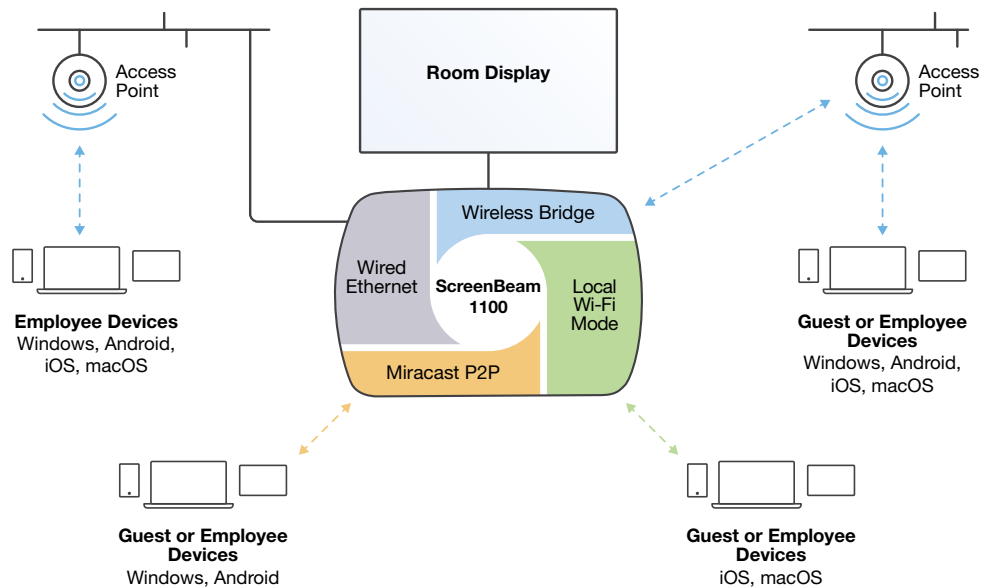 Access
Point
Room Display
Access
Point
Wireless Bridge
Wired
Ethernet
ScreenBeam
1100
Local
Wi-Fi
Mode
Miracast P2P
Employee Devices
Windows, Android,
iOS, macOS
Guest or Employee
Devices
Windows, Android,
iOS, macOS
Guest or Employee
Devices
Windows, Android
Guest or Employee
Devices
iOS, macOS